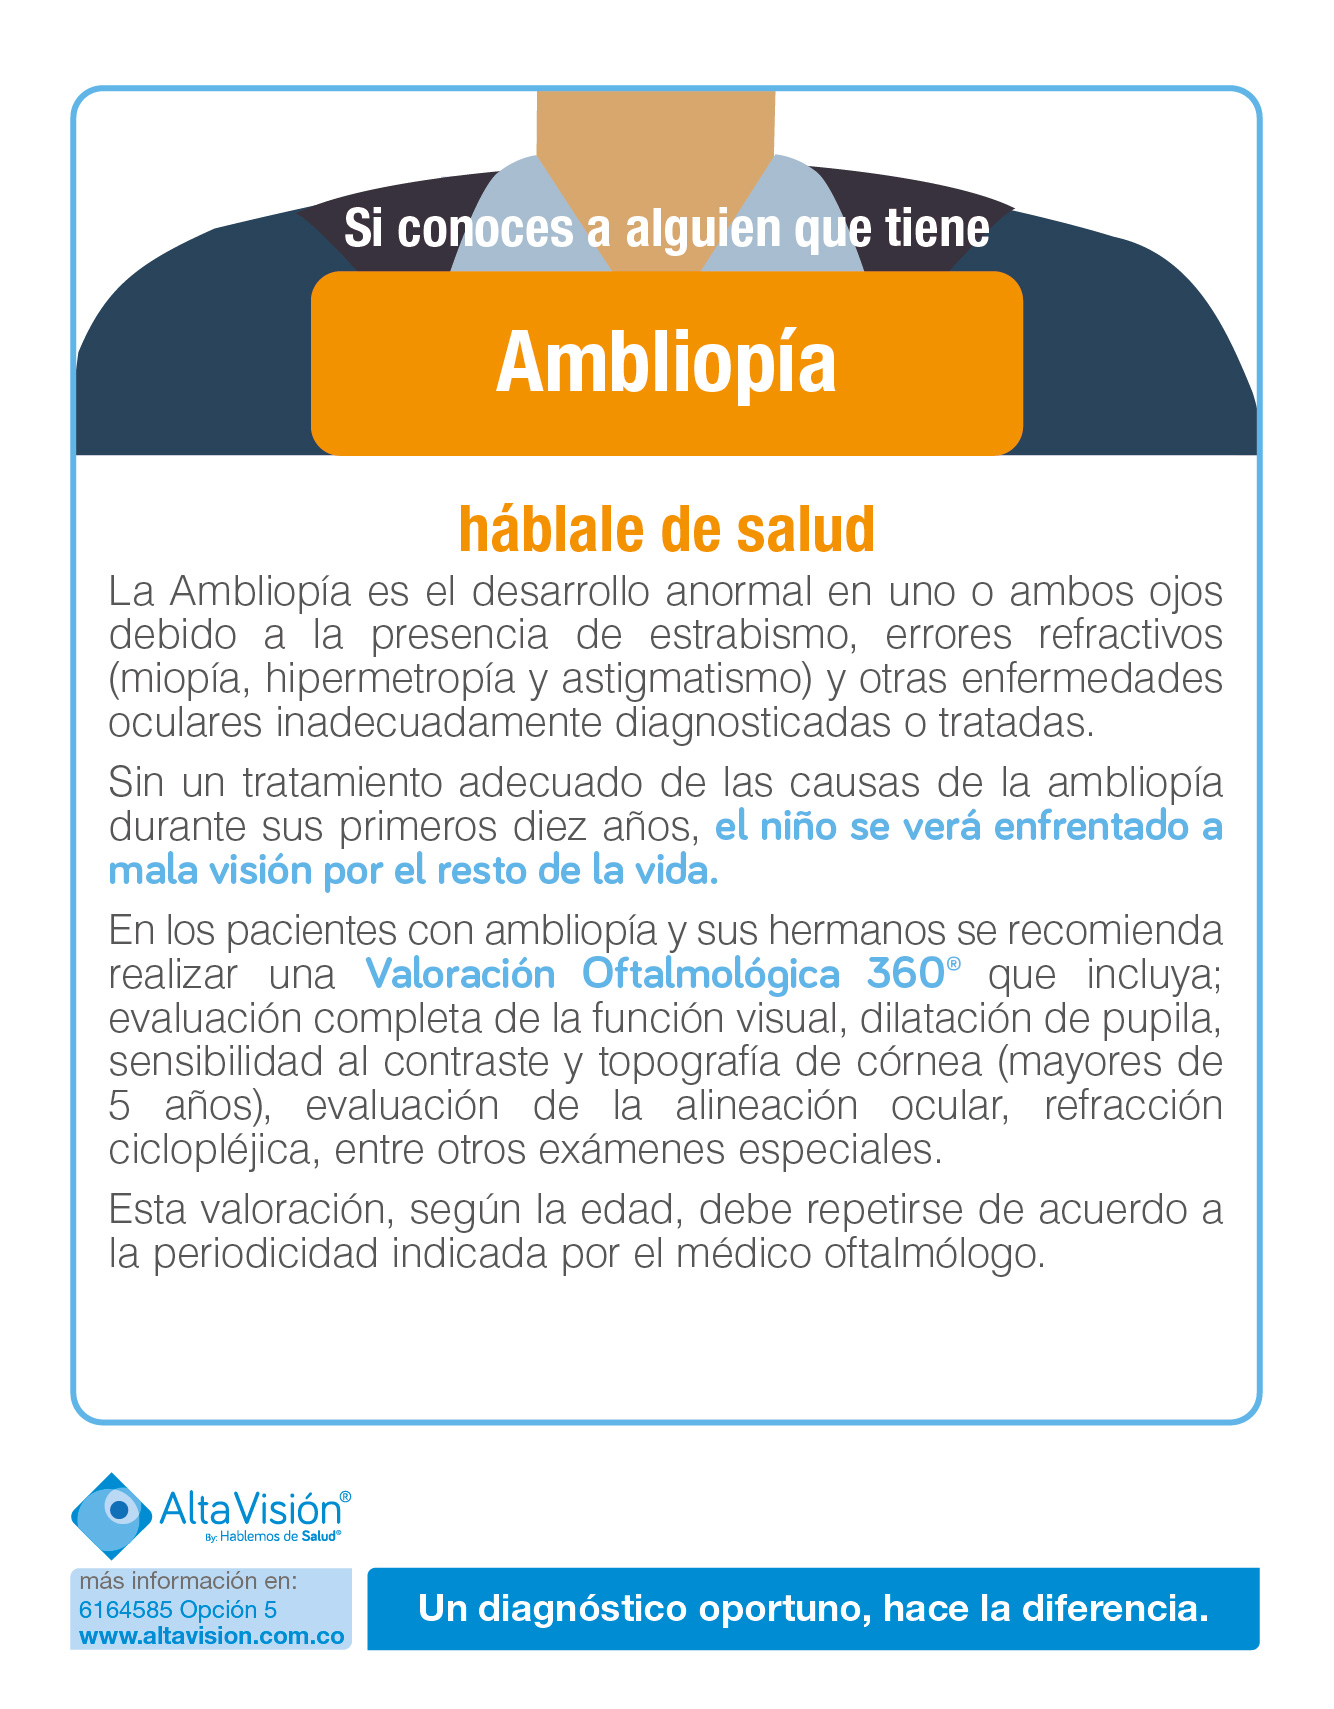 Si conoces a alguien que tiene
Ambliopía
háblale de salud
La Ambliopía es el desarrollo anormal en uno o ambos ojos
debido a la presencia de estrabismo, errores refractivos
(miopía, hipermetropía y astigmatismo) y otras enfermedades
oculares inadecuadamente diagnosticadas o tratadas.
Sin un tratamiento adecuado de las causas de la ambliopía
durante sus primeros diez años, el niño se verá enfrentado a
mala visión por el resto de la vida.
En los pacientes con ambliopía y sus hermanos se recomienda
realizar una Valoración Oftalmológica 360® que incluya;
evaluación completa de la función visual, dilatación de pupila,
sensibilidad al contraste y topografía de córnea (mayores de
5 años), evaluación de la alineación ocular, refracción
ciclopléjica, entre otros exámenes especiales.
Esta valoración, según la edad, debe repetirse de acuerdo a
la periodicidad indicada por el médico oftalmólogo.
AltaVisión®
By: Hablemos de Salud®
más información en:
6164585 Opción 5
www.altavision.com.co
Un diagnóstico oportuno, hace la diferencia.